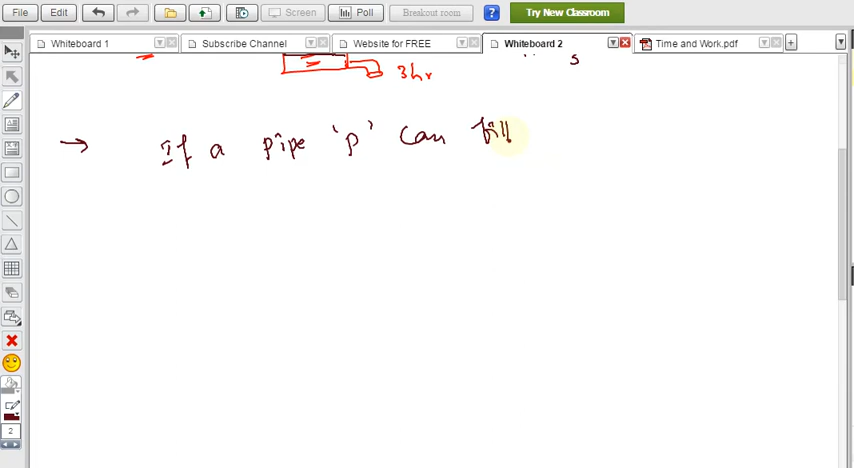 File Edit Screen Poll Breakout room ? Try New Classroom
Whiteboard 1 Subscribe Channel Website for FREE Whiteboard 2 Time and Work.pdf
3hr
→ If a pipe 'p' can fill
2